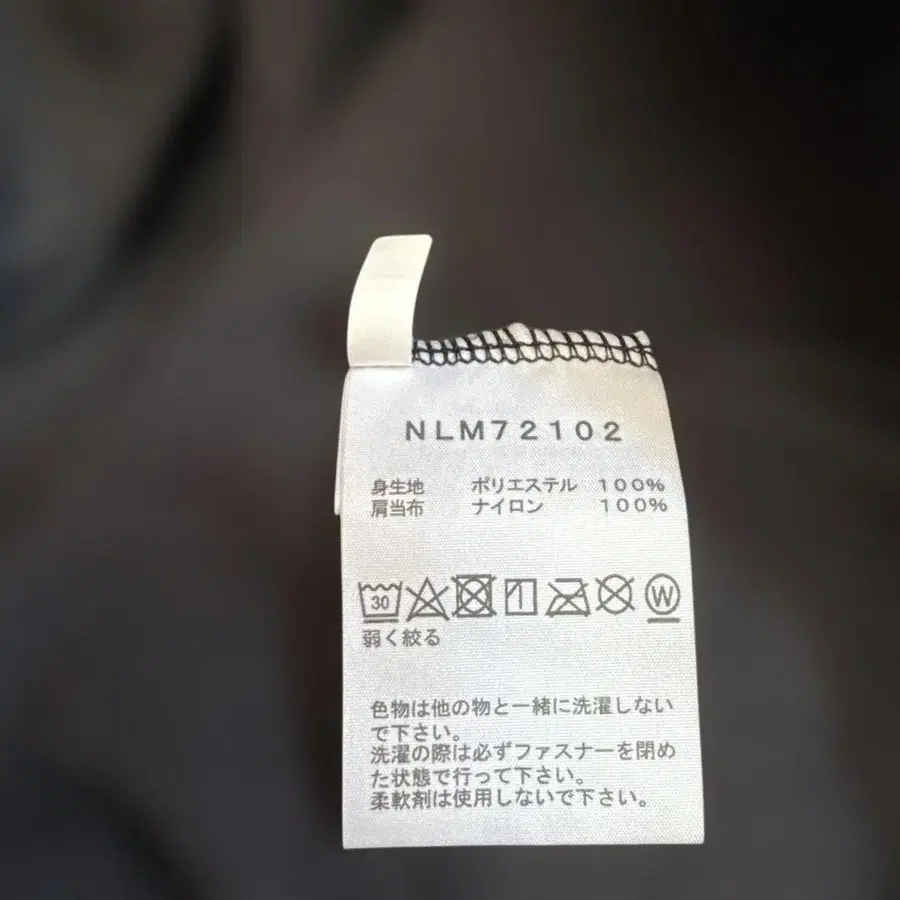 NLM72102
身生地 ポリエステル 100%
肩当布 ナイロン 100%
30 W
弱く絞る
色物は他の物と一緒に洗濯しない
で下さい。
洗濯の際は必ずファスナーを閉め
た状態で行って下さい。
柔軟剤は使用しないで下さい。